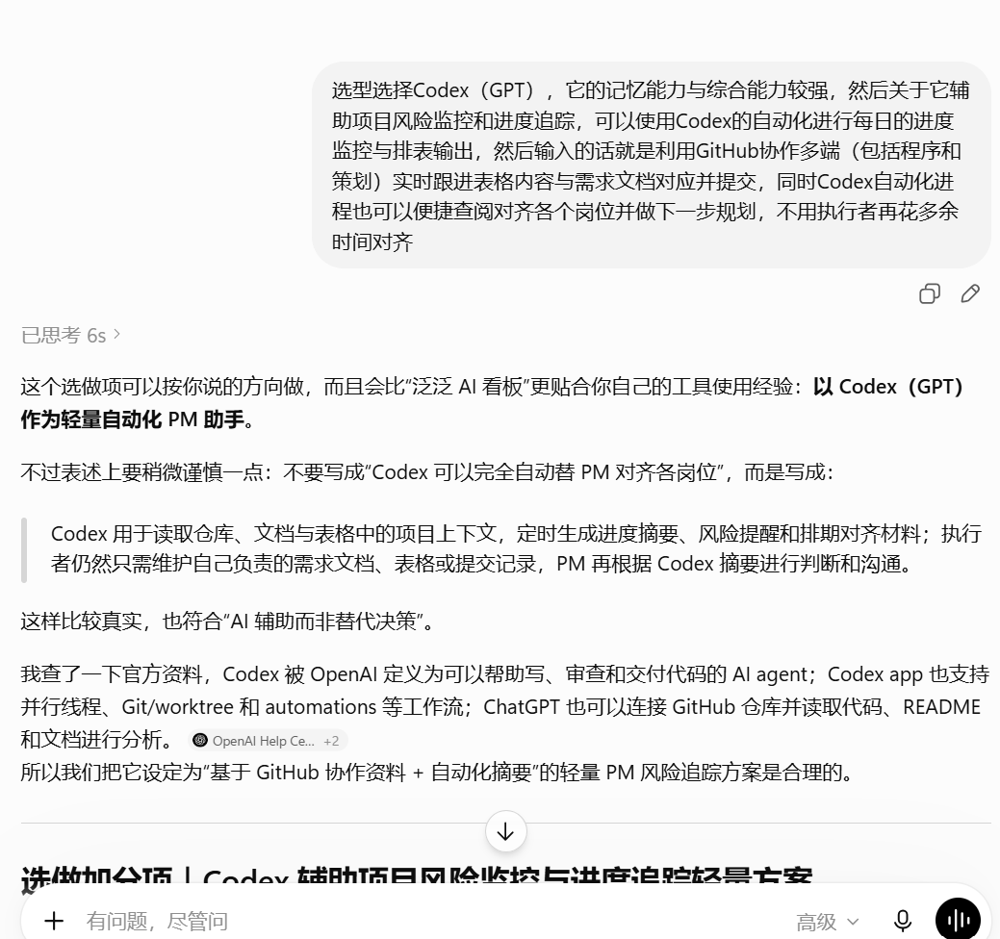 选型选择Codex（GPT），它的记忆能力与综合能力较强，然后关于它辅
助项目风险监控和进度追踪，可以使用Codex的自动化进行每日的进度
监控与排表输出，然后输入的话就是利用GitHub协作多端（包括程序和
策划）实时跟进表格内容与需求文档对应并提交，同时Codex自动化进
程也可以便捷查阅对齐各个岗位并做下一步规划，不用执行者再花多余
时间对齐
已思考 6s
这个选做项可以按你说的方向做，而且会比“泛泛 AI 看板”更贴合你自己的工具使用经验：以 Codex（GPT）
作为轻量自动化 PM 助手。
不过表述上要稍微谨慎一点：不要写成“Codex 可以完全自动替 PM 对齐各岗位”，而是写成：
Codex 用于读取仓库、文档与表格中的项目上下文，定时生成进度摘要、风险提醒和排期对齐材料；执行
者仍然只需维护自己负责的需求文档、表格或提交记录，PM 再根据 Codex 摘要进行判断和沟通。
这样比较真实，也符合“AI 辅助而非替代决策”。
我查了一下官方资料，Codex 被 OpenAI 定义为可以帮助写、审查和交付代码的 AI agent；Codex app 也支持
并行线程、Git/worktree 和 automations 等工作流；ChatGPT 也可以连接 GitHub 仓库并读取代码、README
和文档进行分析。 OpenAI Help Ce... +2
所以我们把它设定为“基于 GitHub 协作资料 + 自动化摘要”的轻量 PM 风险追踪方案是合理的。
选做加分项｜Codex 辅助项目风险监控与进度追踪轻量方案
有问题，尽管问
高级